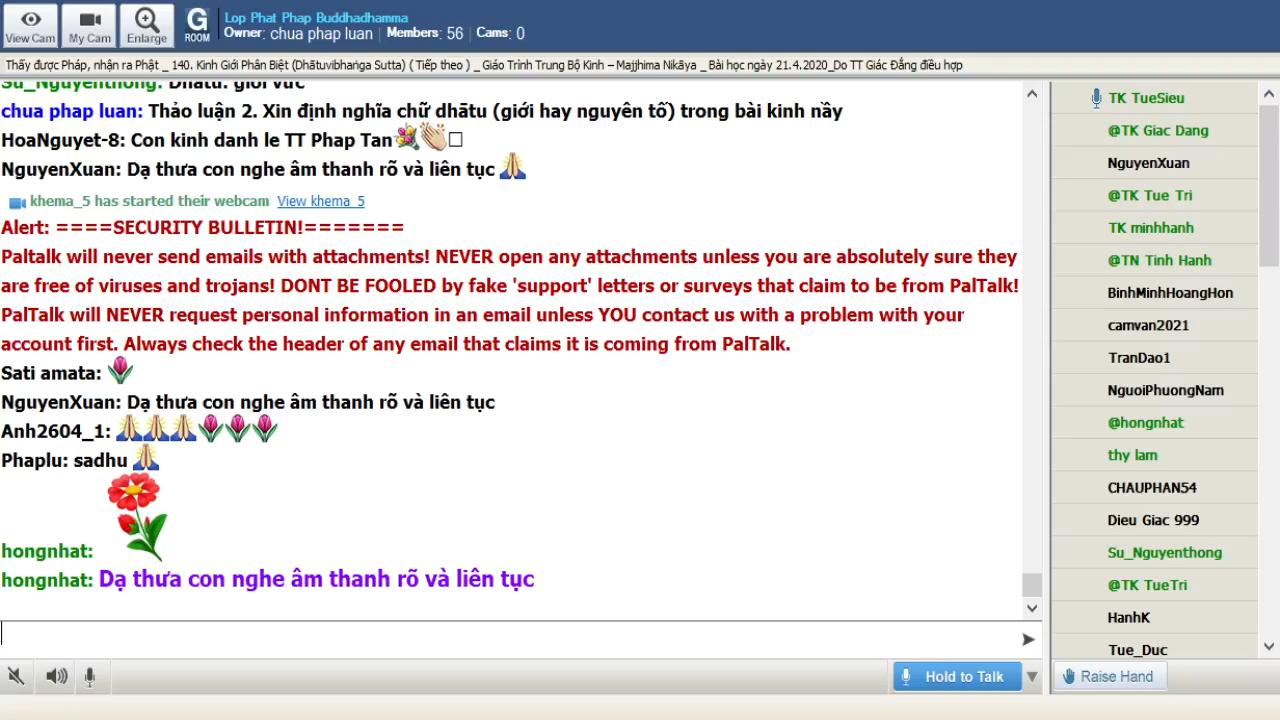 View Cam
My Cam
Enlarge
G
ROOM
Lop Phat Phap Buddhadhamma
Owner: chua phap luan | Members: 56 | Cams: 0
Thấy được Pháp, nhận ra Phật _ 140. Kinh Giới Phân Biệt (Dhātuvibhaṅga Sutta) ( Tiếp theo ) _ Giáo Trình Trung Bộ Kinh – Majjhima Nikāya _ Bài học ngày 21.4.2020_Do TT Giác Đẳng điều hợp
Su_Nguyenthong: Dhatu: giới vực
chua phap luan: Thảo luận 2. Xin định nghĩa chữ dhātu (giới hay nguyên tố) trong bài kinh nầy
HoaNguyet-8: Con kinh danh le TT Phap Tan
NguyenXuan: Dạ thưa con nghe âm thanh rõ và liên tục
khema_5 has started their webcam View khema_5
Alert: ====SECURITY BULLETIN!=======
Paltalk will never send emails with attachments! NEVER open any attachments unless you are absolutely sure they
are free of viruses and trojans! DONT BE FOOLED by fake 'support' letters or surveys that claim to be from PalTalk!
PalTalk will NEVER request personal information in an email unless YOU contact us with a problem with your
account first. Always check the header of any email that claims it is coming from PalTalk.
Sati amata:
NguyenXuan: Dạ thưa con nghe âm thanh rõ và liên tục
Anh2604_1:
Phaplu: sadhu
hongnhat:
hongnhat: Dạ thưa con nghe âm thanh rõ và liên tục
Hold to Talk
TK TueSieu
@TK Giac Dang
NguyenXuan
@TK Tue Tri
TK minhhanh
@TN Tinh Hanh
BinhMinhHoangHon
camvan2021
TranDao1
NguoiPhuongNam
@hongnhat
thy lam
CHAUPHAN54
Dieu Giac 999
Su_Nguyenthong
@TK TueTri
HanhK
Tue_Duc
Raise Hand